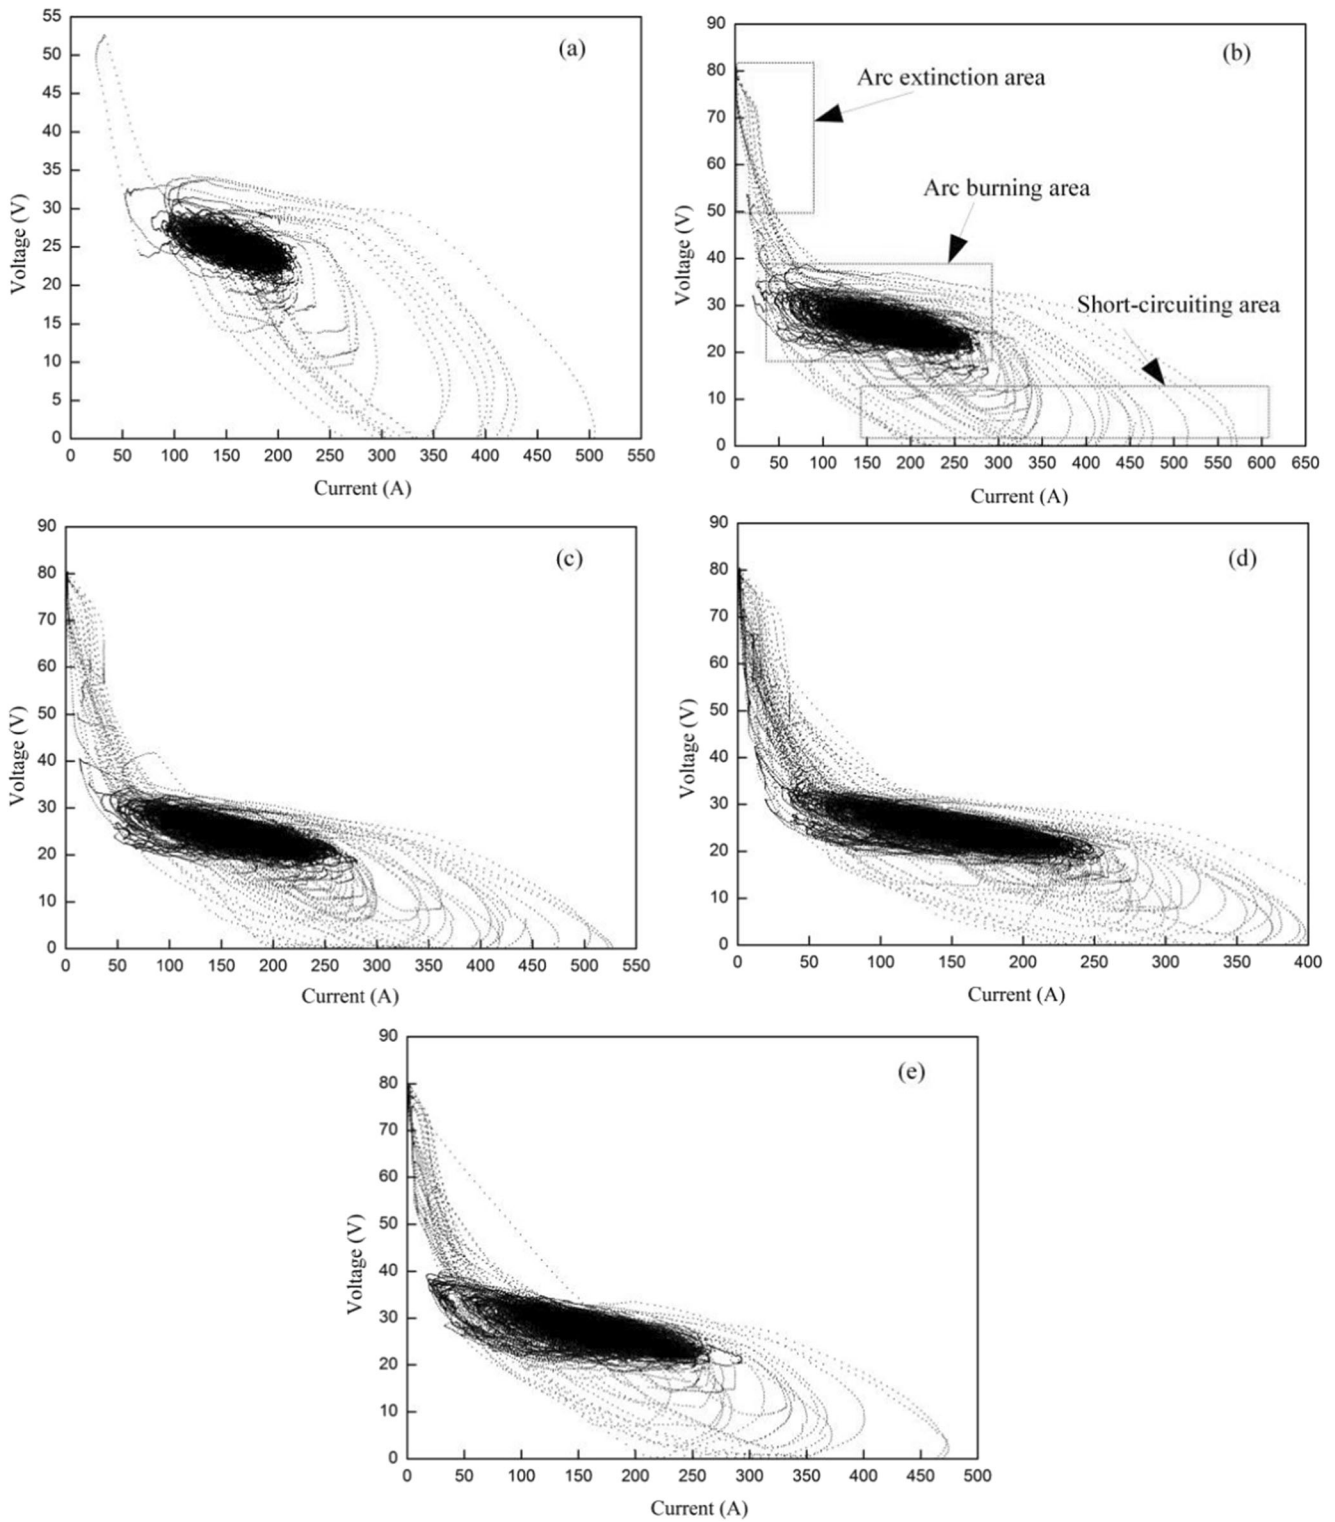 (a)
55
50
45
40
35
30
25
20
15
10
5
0
Voltage (V)
0 50 100 150 200 250 300 350 400 450 500 550
Current (A)
(b)
90
80
70
60
50
40
30
20
10
0
Voltage (V)
Arc extinction area
Arc burning area
Short-circuiting area
0 50 100 150 200 250 300 350 400 450 500 550 600 650
Current (A)
(c)
90
80
70
60
50
40
30
20
10
0
Voltage (V)
0 50 100 150 200 250 300 350 400 450 500 550
Current (A)
(d)
90
80
70
60
50
40
30
20
10
0
Voltage (V)
0 50 100 150 200 250 300 350 400
Current (A)
(e)
90
80
70
60
50
40
30
20
10
0
Voltage (V)
0 50 100 150 200 250 300 350 400 450 500
Current (A)